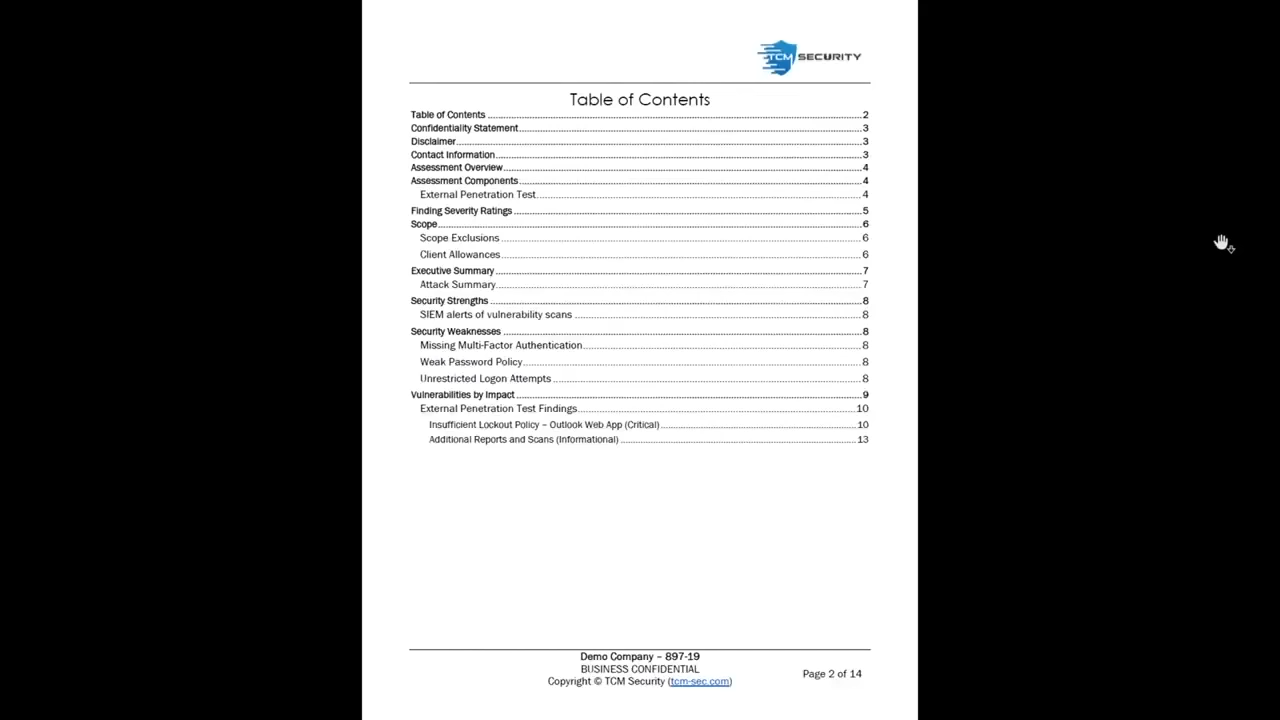 TCM SECURITY
Table of Contents
Table of Contents ........ 2
Confidentiality Statement ........ 3
Disclaimer ........ 3
Contact Information ........ 3
Assessment Overview ........ 4
Assessment Components ........ 4
External Penetration Test ........ 4
Finding Severity Ratings ........ 5
Scope ........ 6
Scope Exclusions ........ 6
Client Allowances ........ 6
Executive Summary ........ 7
Attack Summary ........ 7
Security Strengths ........ 8
SIEM alerts of vulnerability scans ........ 8
Security Weaknesses ........ 8
Missing Multi-Factor Authentication ........ 8
Weak Password Policy ........ 8
Unrestricted Logon Attempts ........ 8
Vulnerabilities by Impact ........ 9
External Penetration Test Findings ........ 10
Insufficient Lockout Policy – Outlook Web App (Critical) ........ 10
Additional Reports and Scans (Informational) ........ 13
Demo Company – 897-19
BUSINESS CONFIDENTIAL
Copyright © TCM Security (tcm-sec.com)
Page 2 of 14